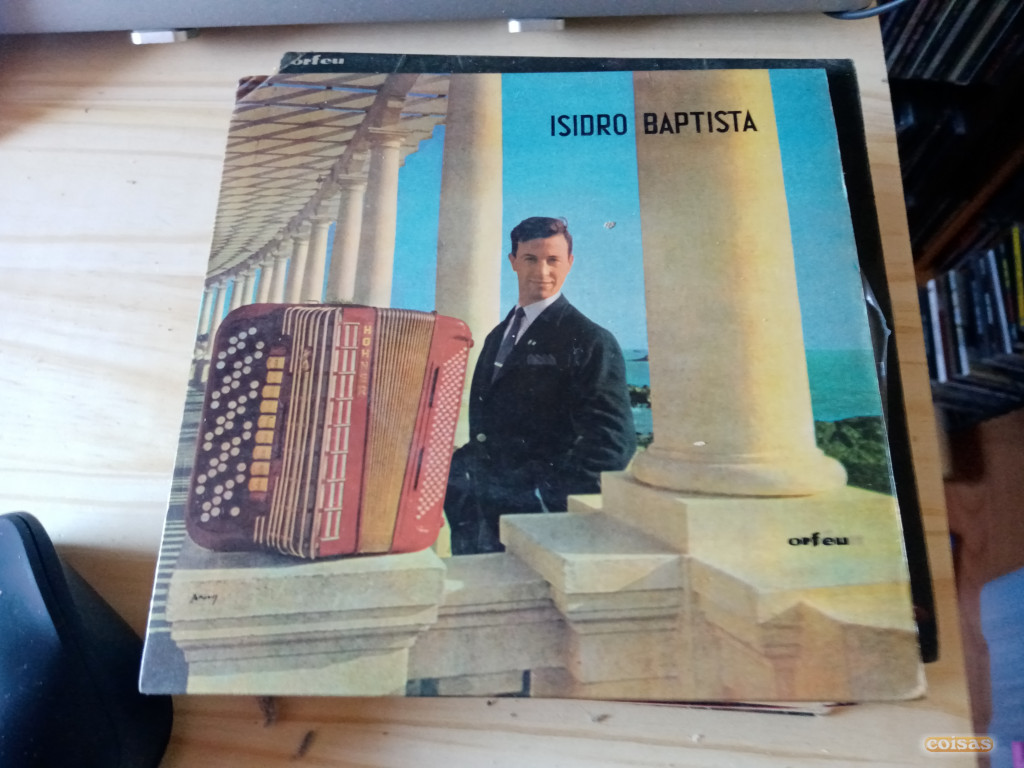 orfeu
ISIDRO BAPTISTA
HOHNER
orfeu
coisas